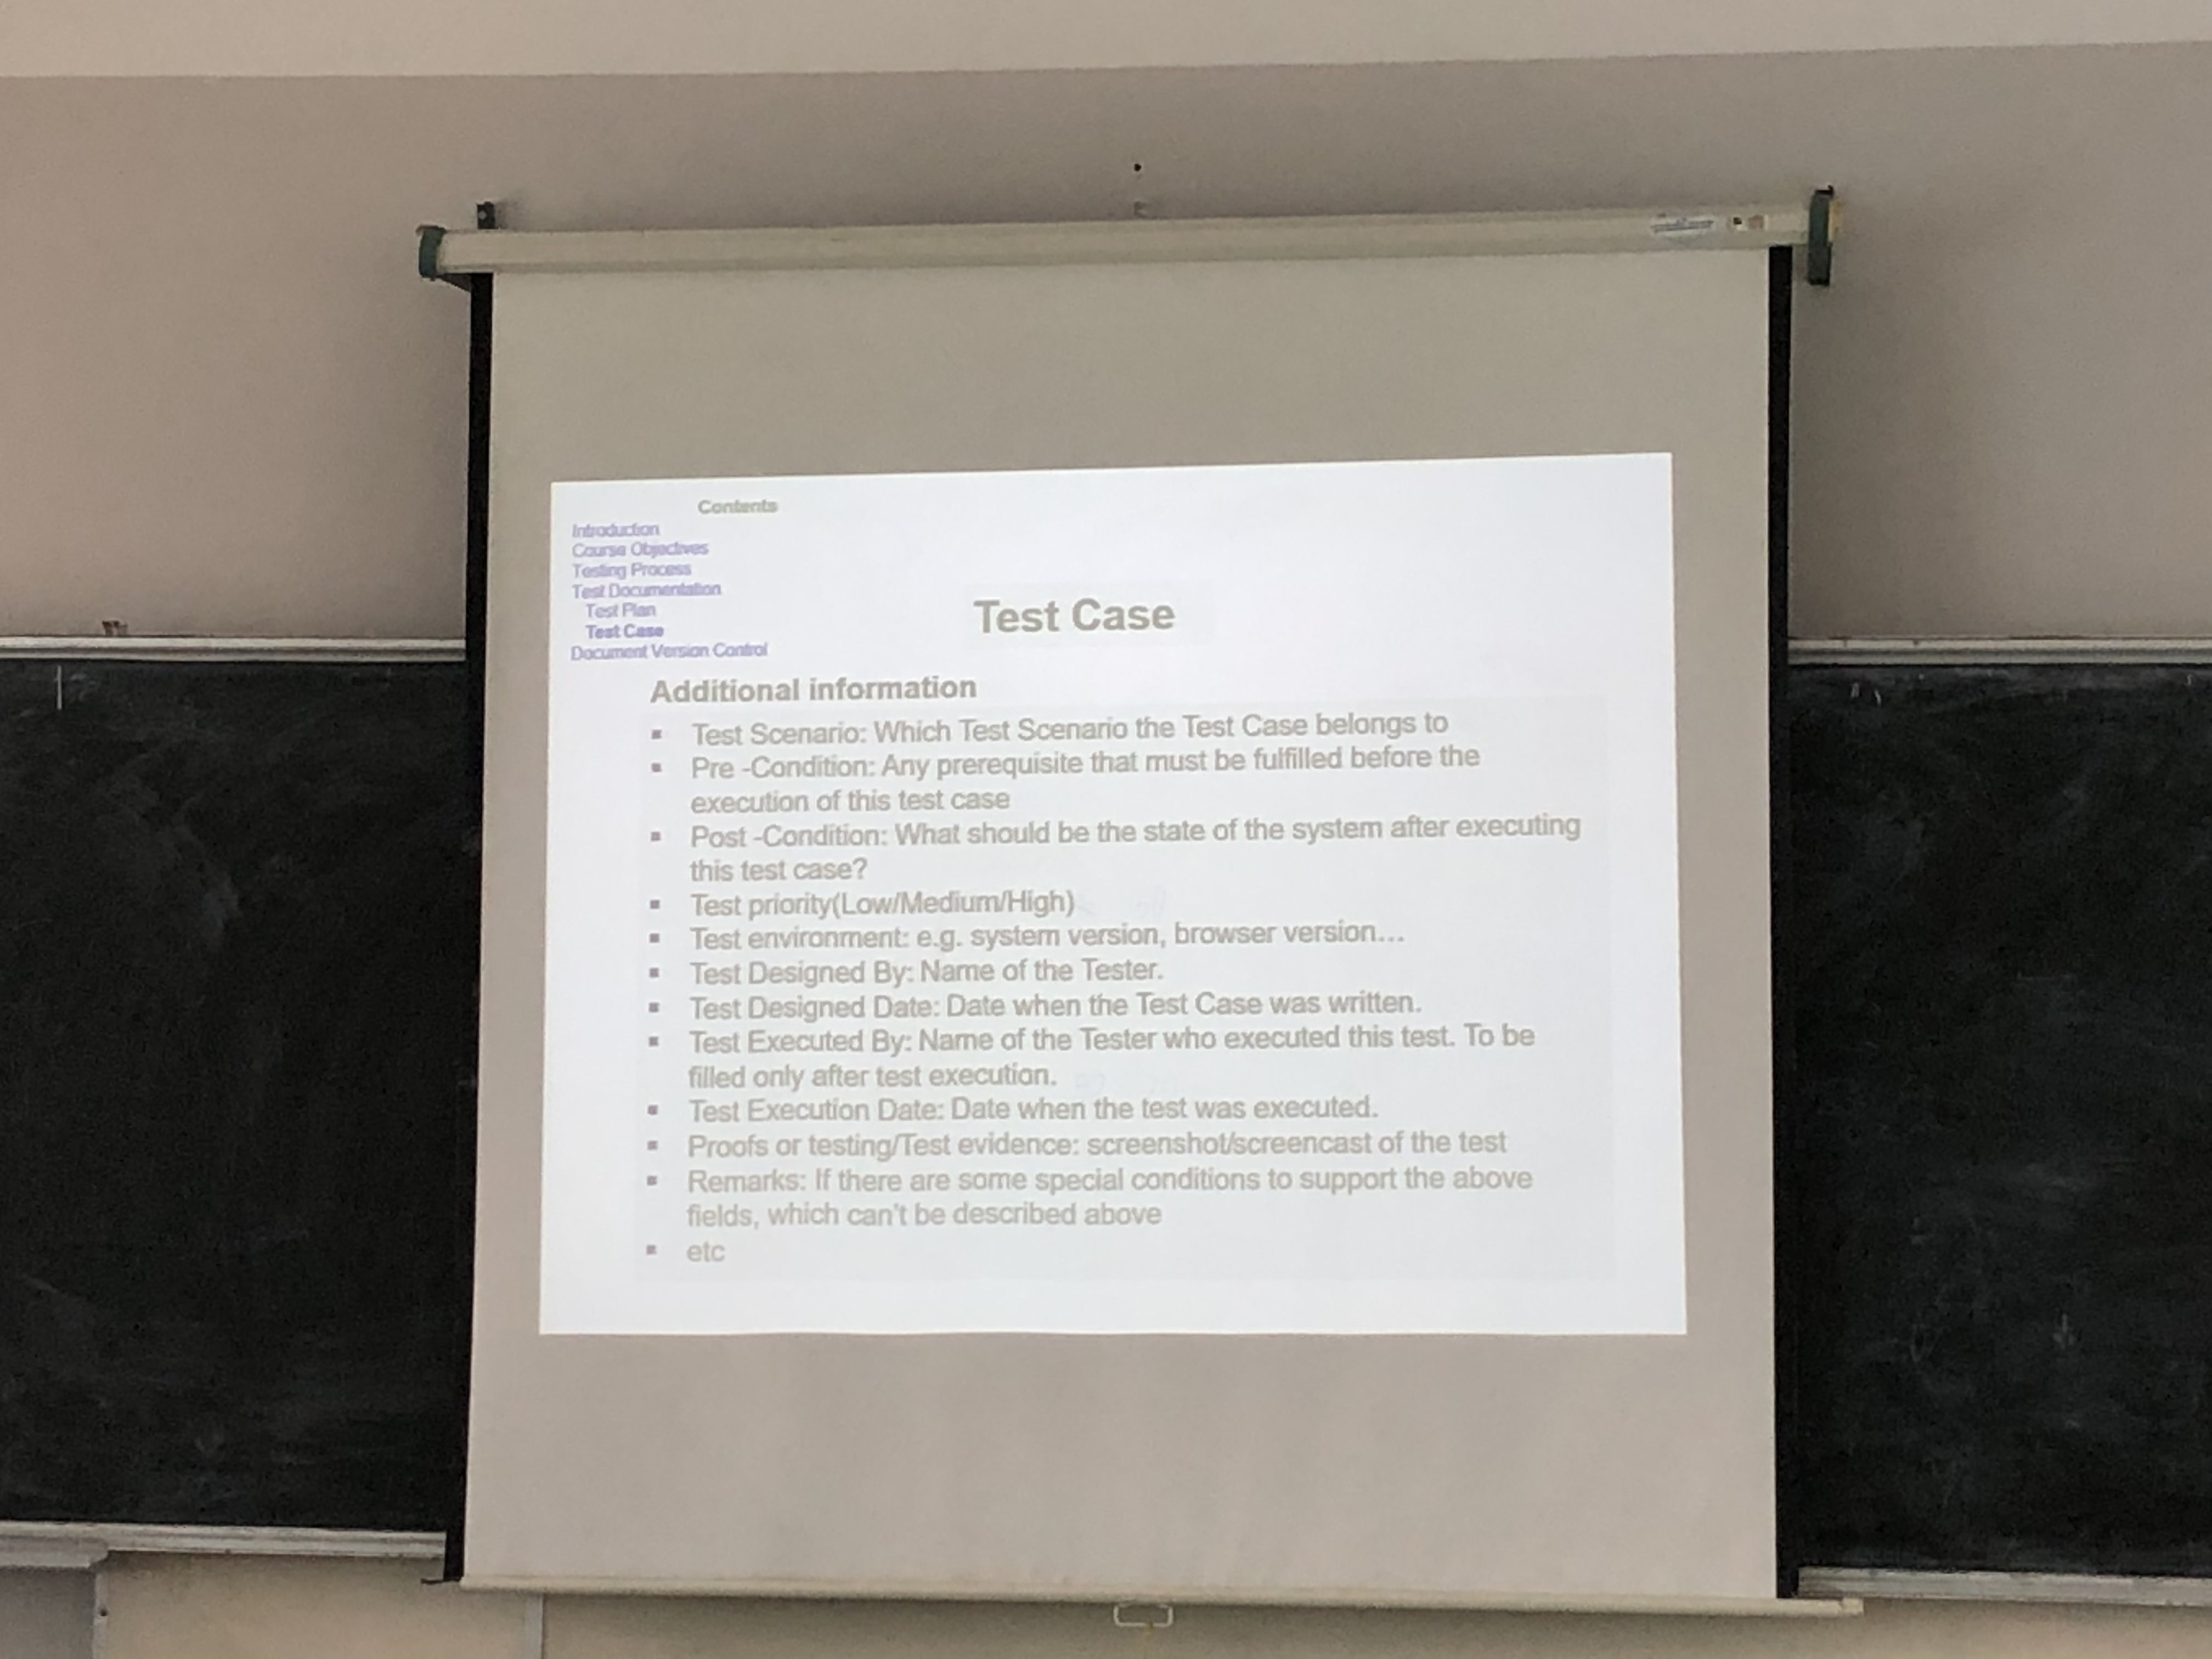 Contents
Introduction
Course Objectives
Testing Process
Test Documentation
Test Plan
Test Case
Document Version Control
Test Case
Additional information
▪ Test Scenario: Which Test Scenario the Test Case belongs to
▪ Pre -Condition: Any prerequisite that must be fulfilled before the
execution of this test case
▪ Post -Condition: What should be the state of the system after executing
this test case?
▪ Test priority(Low/Medium/High)
▪ Test environment: e.g. system version, browser version...
▪ Test Designed By: Name of the Tester.
▪ Test Designed Date: Date when the Test Case was written.
▪ Test Executed By: Name of the Tester who executed this test. To be
filled only after test execution.
▪ Test Execution Date: Date when the test was executed.
▪ Proofs or testing/Test evidence: screenshot/screencast of the test
▪ Remarks: If there are some special conditions to support the above
fields, which can't be described above
▪ etc